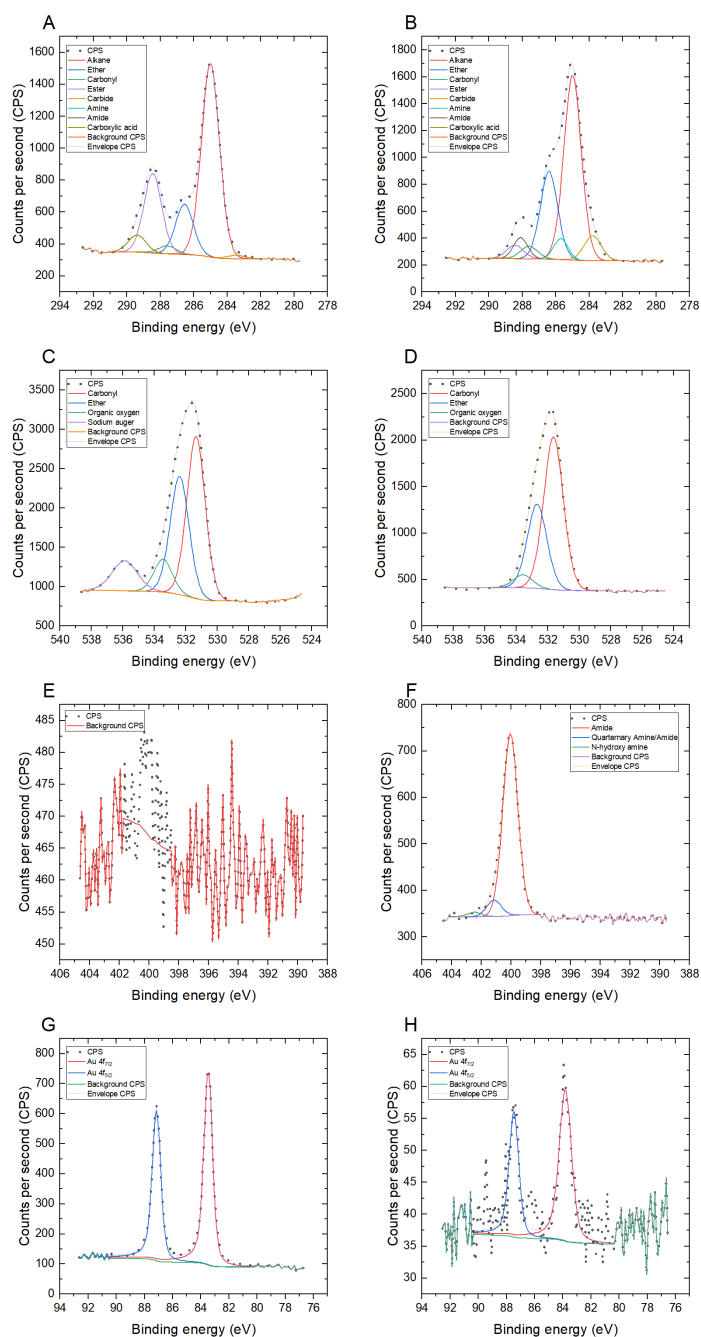 A
1600
1400
1200
1000
800
600
400
200
Counts per second (CPS)
CPS
Alkane
Ether
Carbonyl
Ester
Carbide
Amine
Amide
Carboxylic acid
Background CPS
Envelope CPS
294 292 290 288 286 284 282 280 278
Binding energy (eV)
B
1800
1600
1400
1200
1000
800
600
400
200
0
Counts per second (CPS)
CPS
Alkane
Ether
Carbonyl
Ester
Carbide
Amine
Amide
Carboxylic acid
Background CPS
Envelope CPS
294 292 290 288 286 284 282 280 278
Binding energy (eV)
C
3500
3000
2500
2000
1500
1000
500
Counts per second (CPS)
CPS
Carbonyl
Ether
Organic oxygen
Sodium auger
Background CPS
Envelope CPS
540 538 536 534 532 530 528 526 524
Binding energy (eV)
D
2500
2000
1500
1000
500
0
Counts per second (CPS)
CPS
Carbonyl
Ether
Organic oxygen
Background CPS
Envelope CPS
540 538 536 534 532 530 528 526 524
Binding energy (eV)
E
485
480
475
470
465
460
455
450
Counts per second (CPS)
CPS
Background CPS
406 404 402 400 398 396 394 392 390 388
Binding energy (eV)
F
800
700
600
500
400
300
Counts per second (CPS)
CPS
Amide
Quarternary Amine/Amide
N-hydroxy amine
Background CPS
Envelope CPS
406 404 402 400 398 396 394 392 390 388
Binding energy (eV)
G
800
700
600
500
400
300
200
100
0
Counts per second (CPS)
CPS
Au 4f7/2
Au 4f5/2
Background CPS
Envelope CPS
94 92 90 88 86 84 82 80 78 76
Binding energy (eV)
H
65
60
55
50
45
40
35
30
Counts per second (CPS)
CPS
Au 4f7/2
Au 4f5/2
Background CPS
Envelope CPS
94 92 90 88 86 84 82 80 78 76
Binding energy (eV)